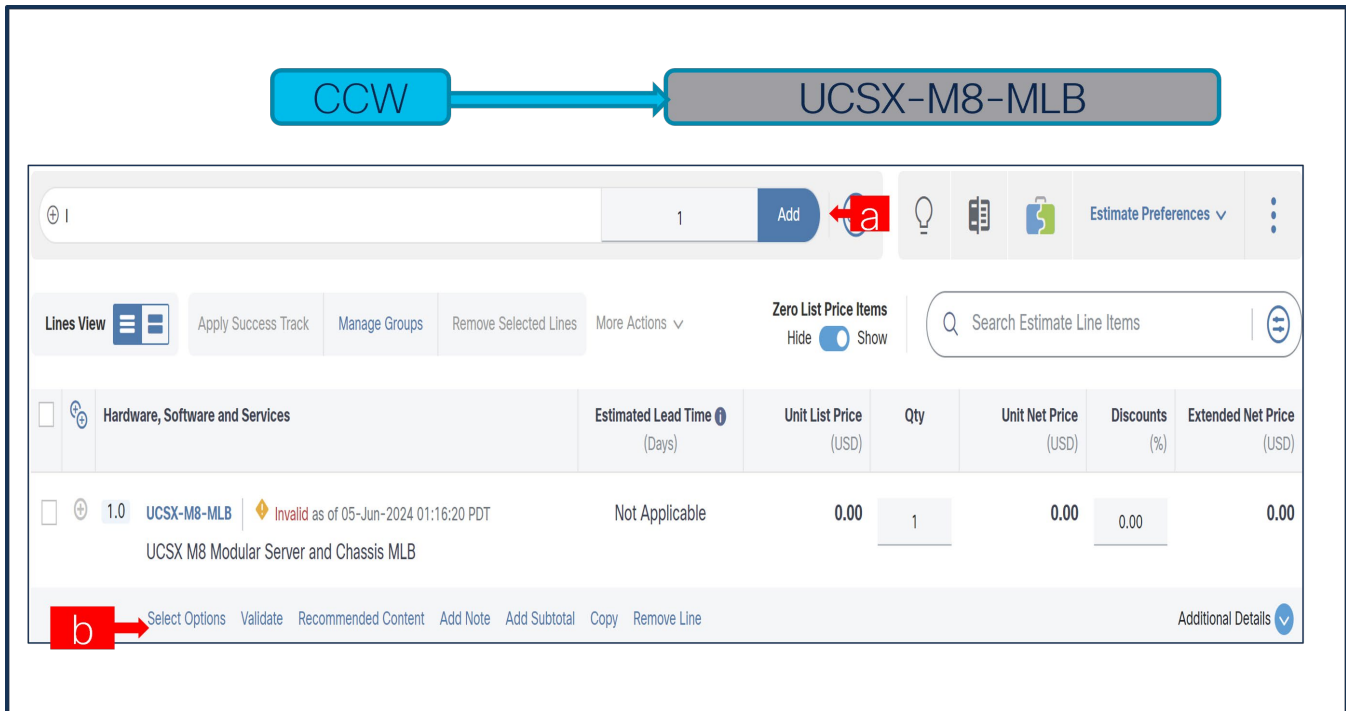 CCW UCSX-M8-MLB
I 1 Add a Estimate Preferences
Lines View Apply Success Track Manage Groups Remove Selected Lines More Actions Zero List Price Items Hide Show Search Estimate Line Items
Hardware, Software and Services Estimated Lead Time (Days) Unit List Price (USD) Qty Unit Net Price (USD) Discounts (%) Extended Net Price (USD)
1.0 UCSX-M8-MLB Invalid as of 05-Jun-2024 01:16:20 PDT Not Applicable 0.00 1 0.00 0.00 0.00
UCSX M8 Modular Server and Chassis MLB
b Select Options Validate Recommended Content Add Note Add Subtotal Copy Remove Line Additional Details